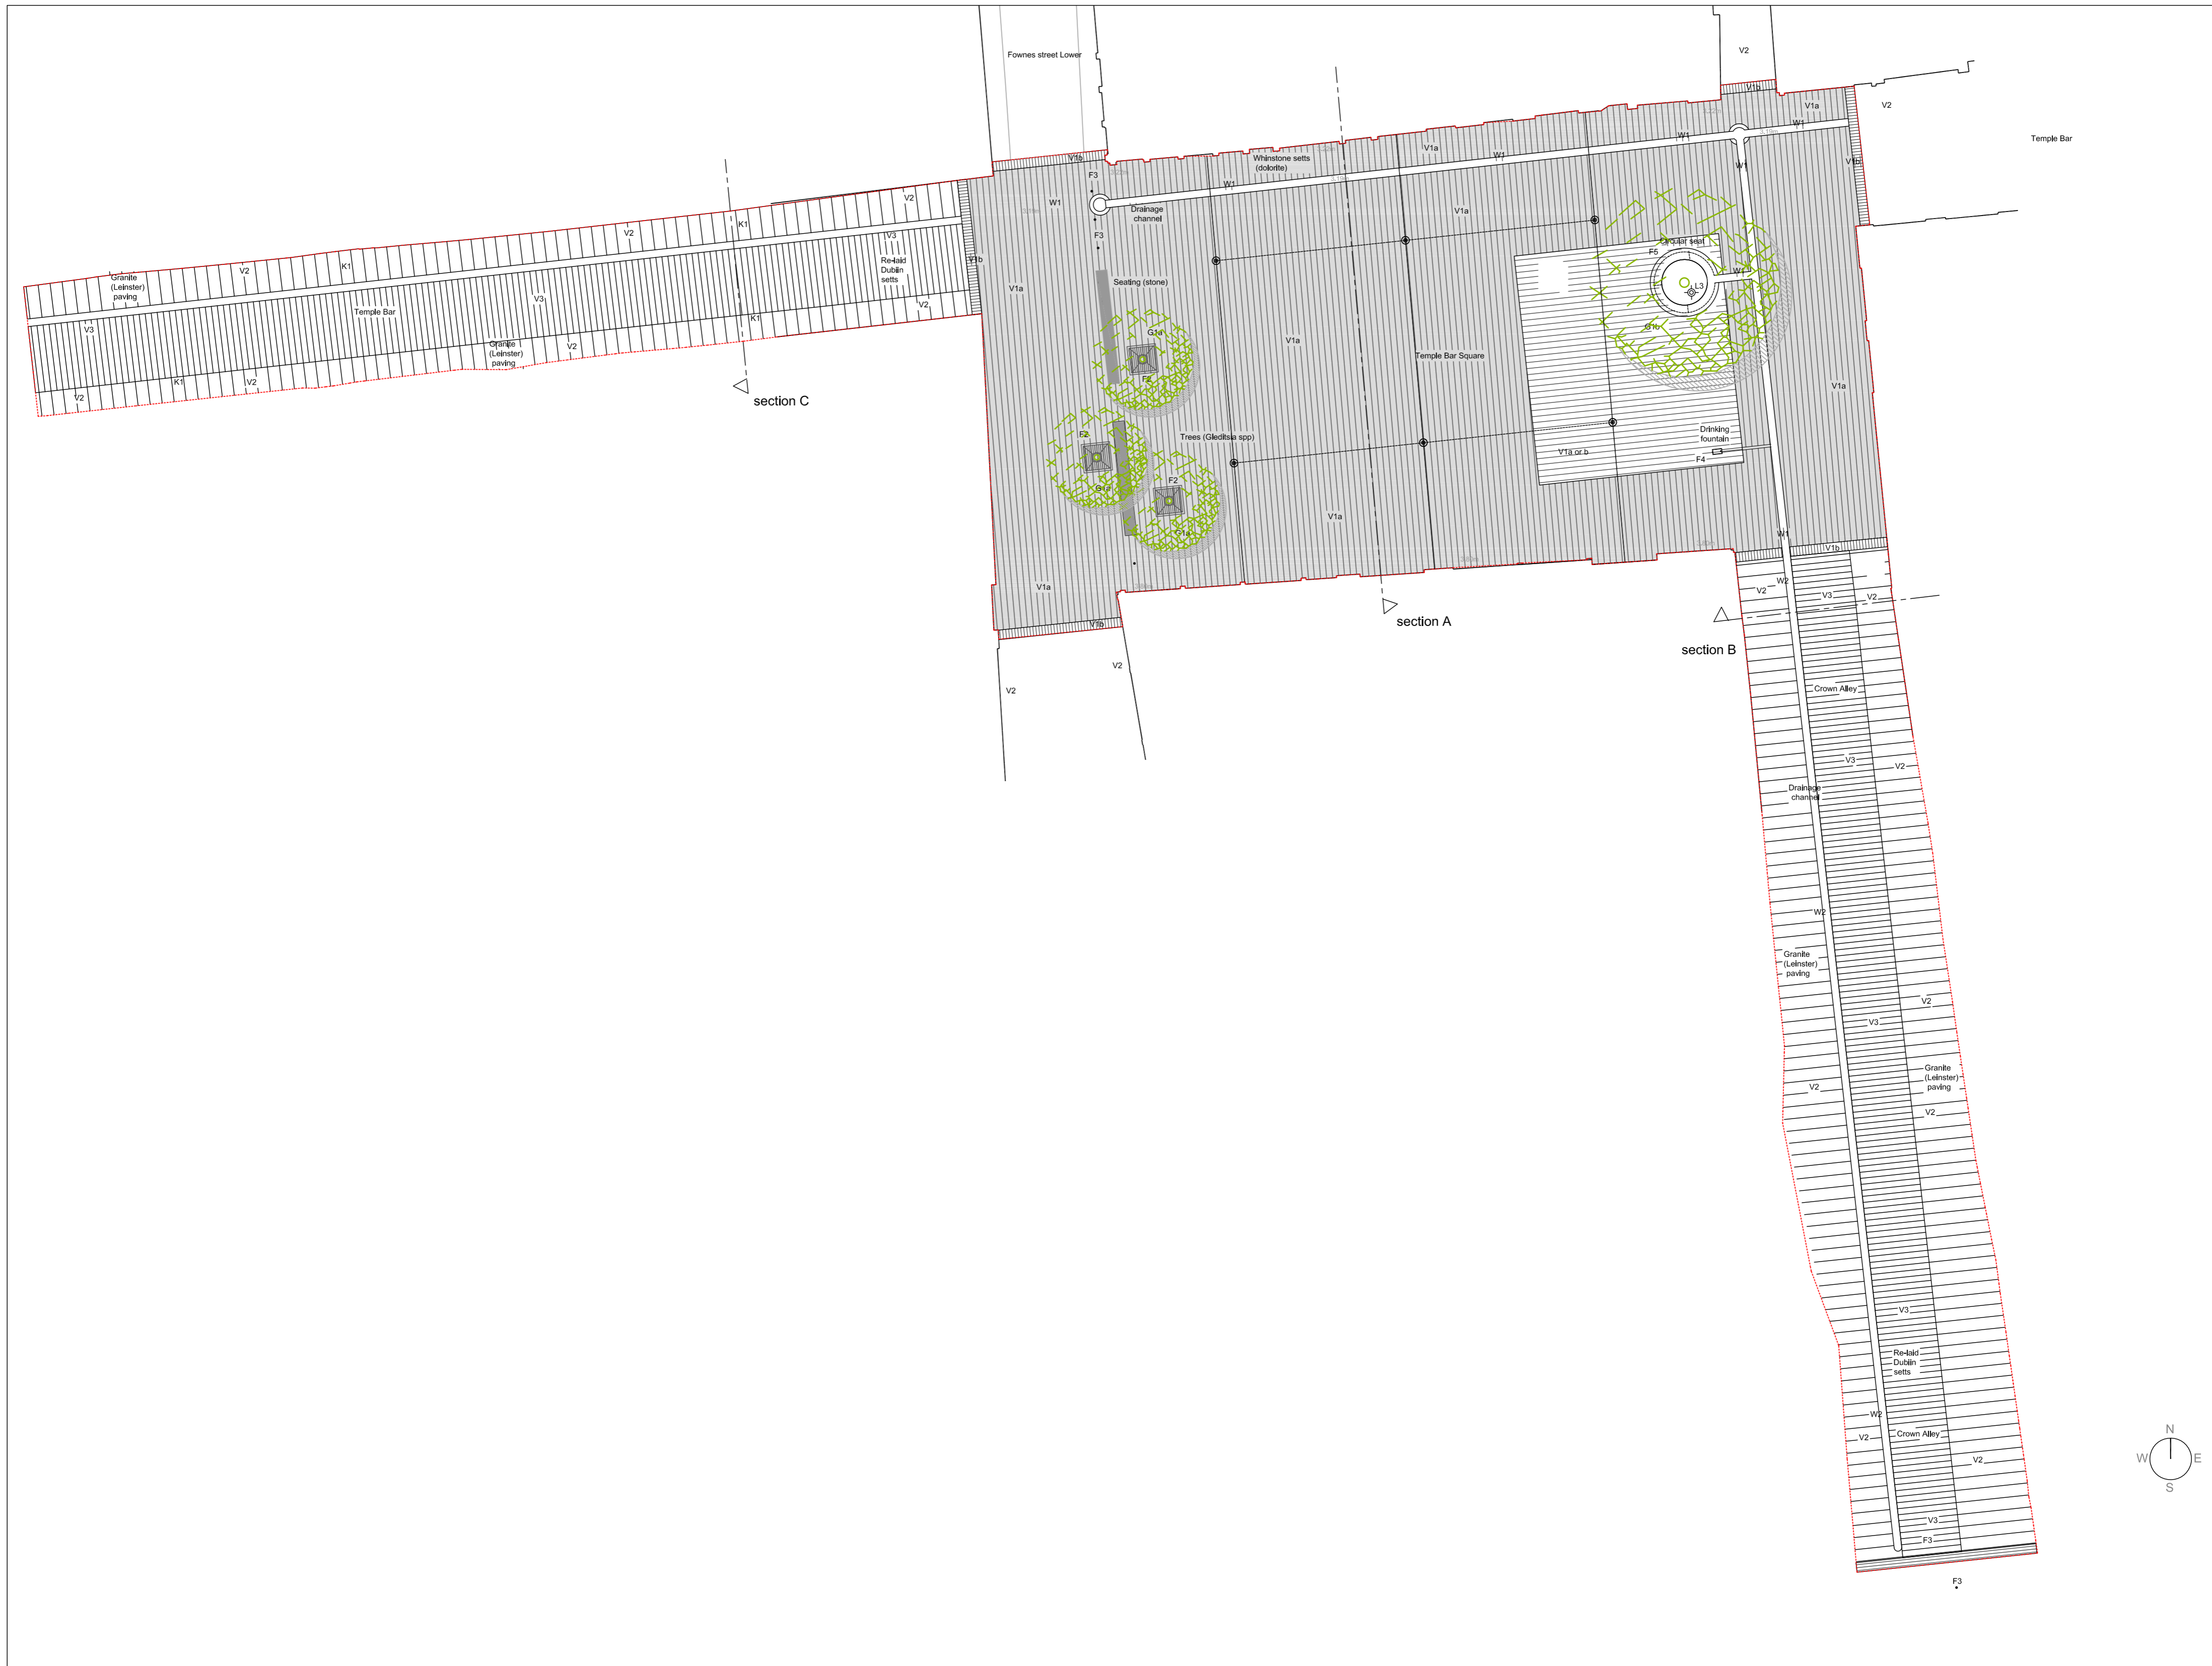 Fownes street Lower
V2
V1b
V1a
V2
Temple Bar
W1
W1
V1a
W1
Whinstone setts
(dolorite)
W1
V1b
V1b
F3
W1
W1
V2
W1
Drainage
channel
V1a
K1
V2
F3
V3
Circular seat
F5
V1b
Re-laid
Dublin
setts
K1
V2
W1
Granite
(Leinster)
paving
Seating (stone)
V1a
L3
V3
V2
Temple Bar
K1
G1b
V3
G1a
V1a
Granite
(Leinster)
paving
V2
Temple Bar Square
F2
V1a
K1
V2
V2
section C
Drinking
fountain
F2
Trees (Gleditsia spp)
V1a or b
F4
F2
G1a
V1a
G1a
W1
V1b
W2
V1a
V2
V3
V2
section A
V1b
section B
V2
V2
Crown Alley
V3
V2
Drainage
channel
W2
Granite
(Leinster)
paving
V2
V3
Granite
(Leinster)
paving
V2
V2
V3
Re-laid
Dublin
setts
W2
V2
Crown Alley
V2
V3
F3
F3
N
W
E
S